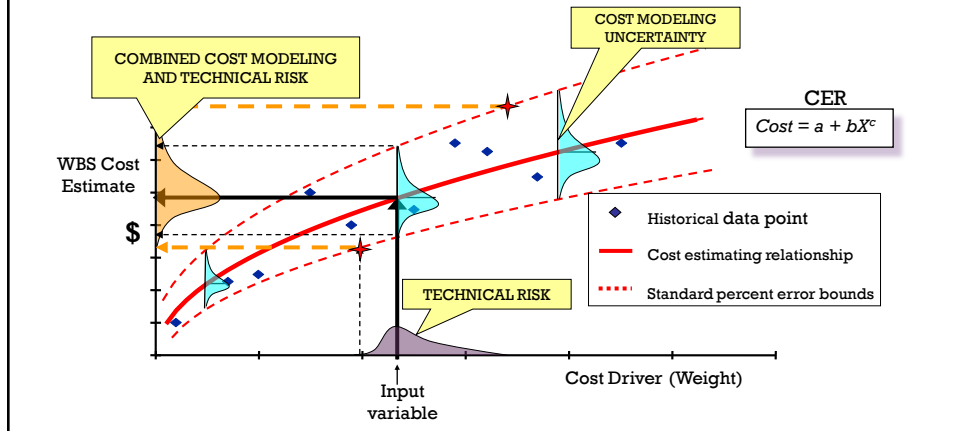 COST MODELING
UNCERTAINTY
COMBINED COST MODELING
AND TECHNICAL RISK
CER
Cost = a + bXᶜ
WBS Cost
Estimate
$
Historical data point
Cost estimating relationship
Standard percent error bounds
TECHNICAL RISK
Cost Driver (Weight)
Input
variable